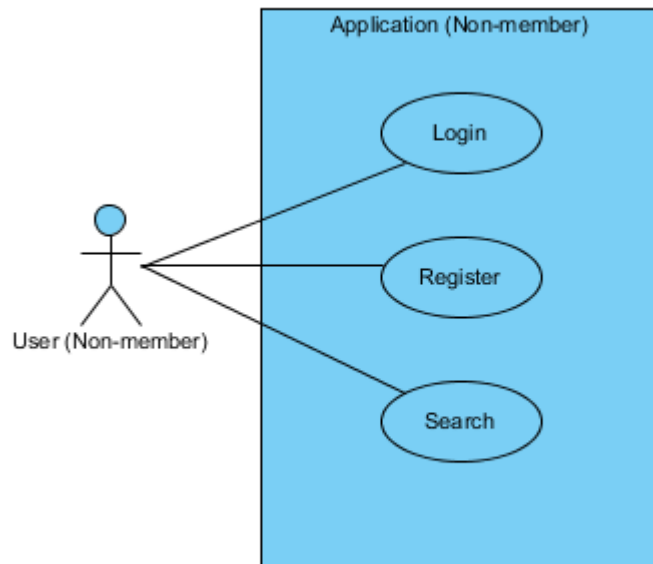 Application (Non-member)
Login
Register
User (Non-member)
Search